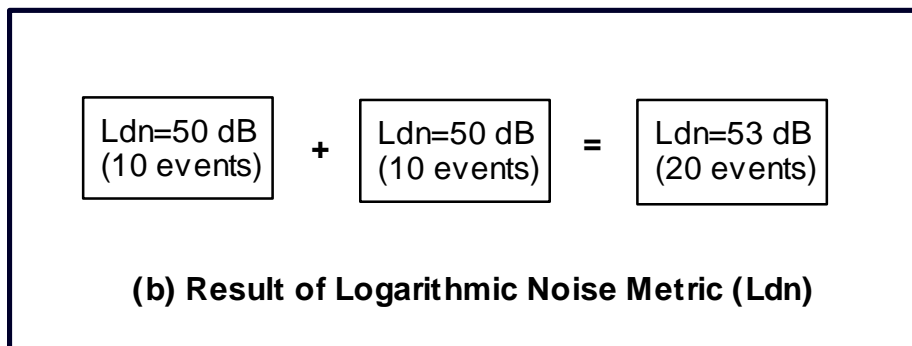 Ldn=50 dB
(10 events)
+
Ldn=50 dB
(10 events)
=
Ldn=53 dB
(20 events)
(b) Result of Logarithmic Noise Metric (Ldn)